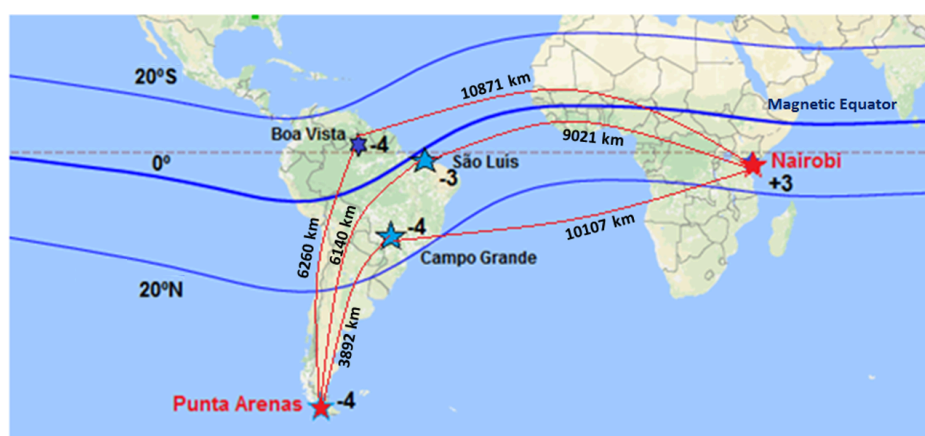 20ºS
10871 km
Magnetic Equator
Boa Vista
-4
9021 km
0º
São Luís
-3
Nairobi
+3
6260 km
6140 km
-4
10107 km
Campo Grande
20ºN
3892 km
Punta Arenas
-4